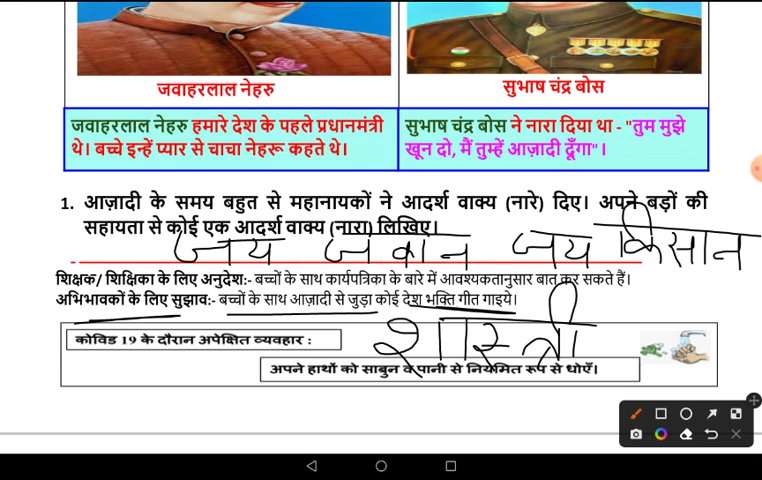 जवाहरलाल नेहरु
सुभाष चंद्र बोस
जवाहरलाल नेहरु हमारे देश के पहले प्रधानमंत्री
थे। बच्चे इन्हें प्यार से चाचा नेहरू कहते थे।
सुभाष चंद्र बोस ने नारा दिया था - "तुम मुझे
खून दो, मैं तुम्हें आज़ादी दूँगा"।
1. आज़ादी के समय बहुत से महानायकों ने आदर्श वाक्य (नारे) दिए। अपने बड़ों की
सहायता से कोई एक आदर्श वाक्य (नारा) लिखिए।
जय जवान जय किसान
शिक्षक/ शिक्षिका के लिए अनुदेश:- बच्चों के साथ कार्यपत्रिका के बारे में आवश्यकतानुसार बात कर सकते हैं।
अभिभावकों के लिए सुझाव:- बच्चों के साथ आज़ादी से जुड़ा कोई देश भक्ति गीत गाइये।
शास्त्री
कोविड 19 के दौरान अपेक्षित व्यवहार :
अपने हाथों को साबुन व पानी से नियमित रूप से धोएँ।